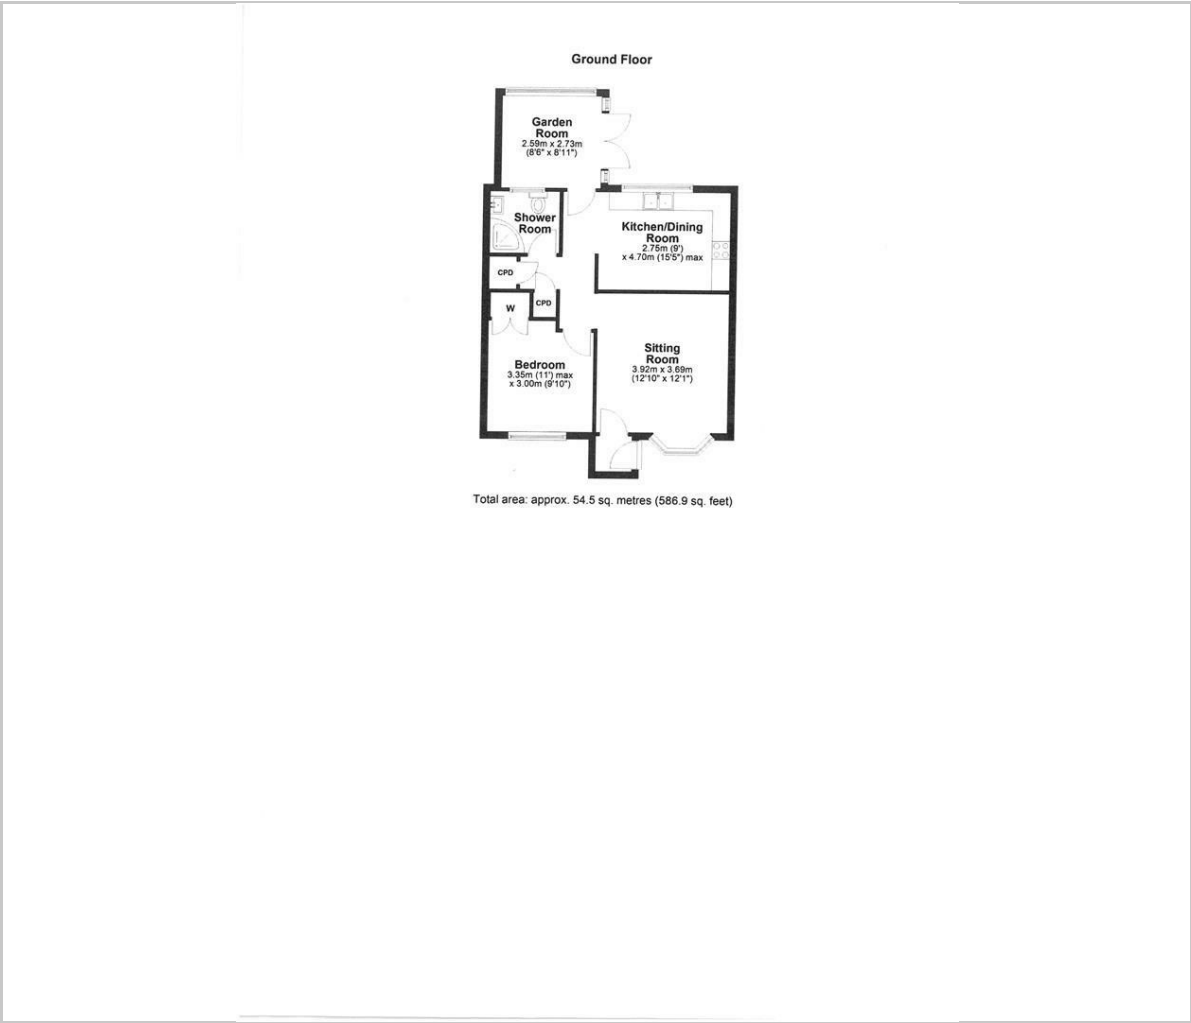 Ground Floor
Garden
Room
2.59m x 2.73m
(8'6" x 8'11")
Shower
Room
Kitchen/Dining
Room
2.75m (9')
x 4.70m (15'5") max
CPD
CPD
W
Sitting
Room
3.92m x 3.69m
(12'10" x 12'1")
Bedroom
3.35m (11') max
x 3.00m (9'10")
Total area: approx. 54.5 sq. metres (586.9 sq. feet)